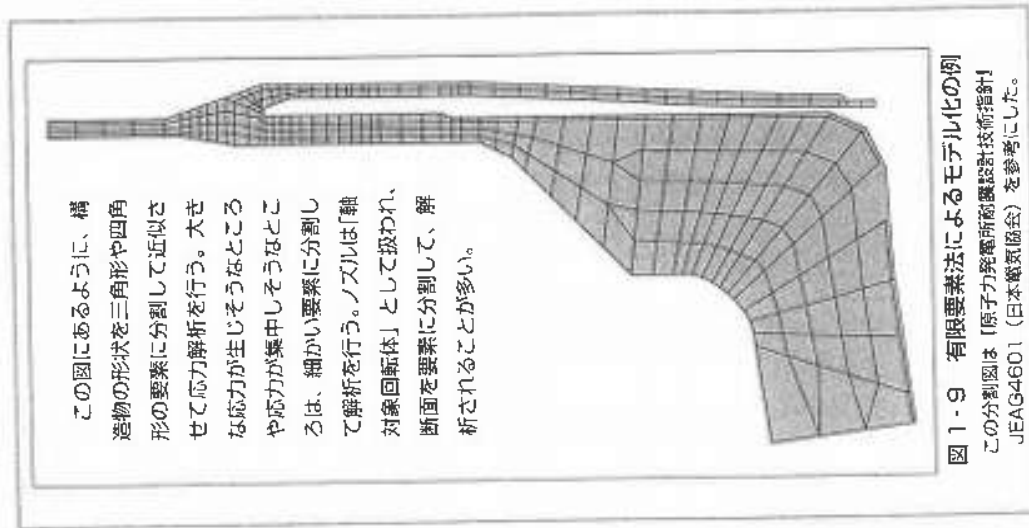 この図にあるように、構
造物の形状を三角形や四角
形の要素に分割して近似さ
せて応力解析を行う。大き
な応力が生じそうなところ
や応力が集中しそうなとこ
ろは、細かい要素に分割し
て解析を行う。ノズルは「軸
対象回転体」として扱われ、
断面を要素に分割して、解
析されることが多い。
図1-9 有限要素法によるモデル化の例
この分割図は「原子力発電所耐震設計技術指針」
JEAG4601（日本電気協会）を参考にした。